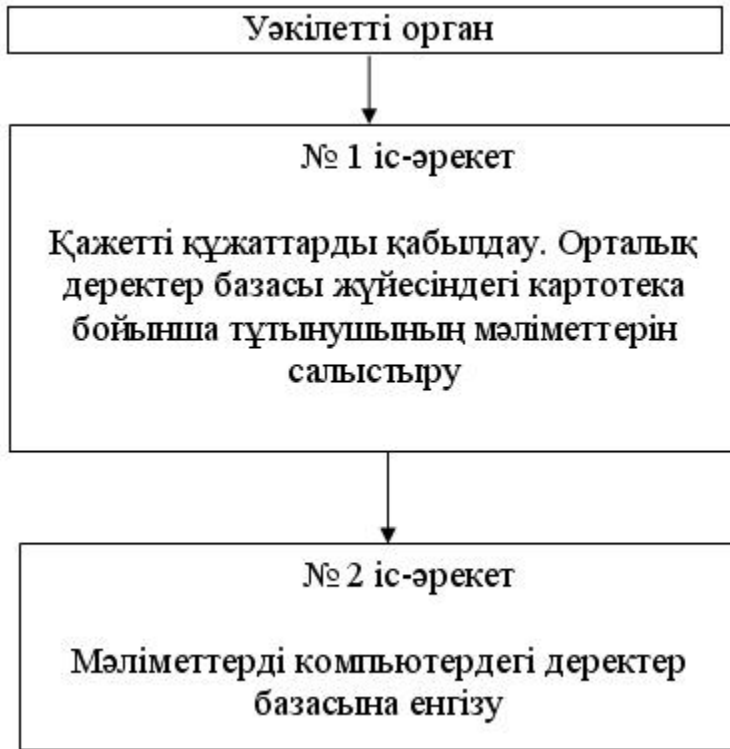 Уәкілетті орган
№ 1 іс-әрекет
Қажетті құжаттарды қабылдау. Орталық
деректер базасы жүйесіндегі картотека
бойынша тұтынушының мәліметтерін
салыстыру
№ 2 іс-әрекет
Мәліметтерді компьютердегі деректер
базасына енгізу